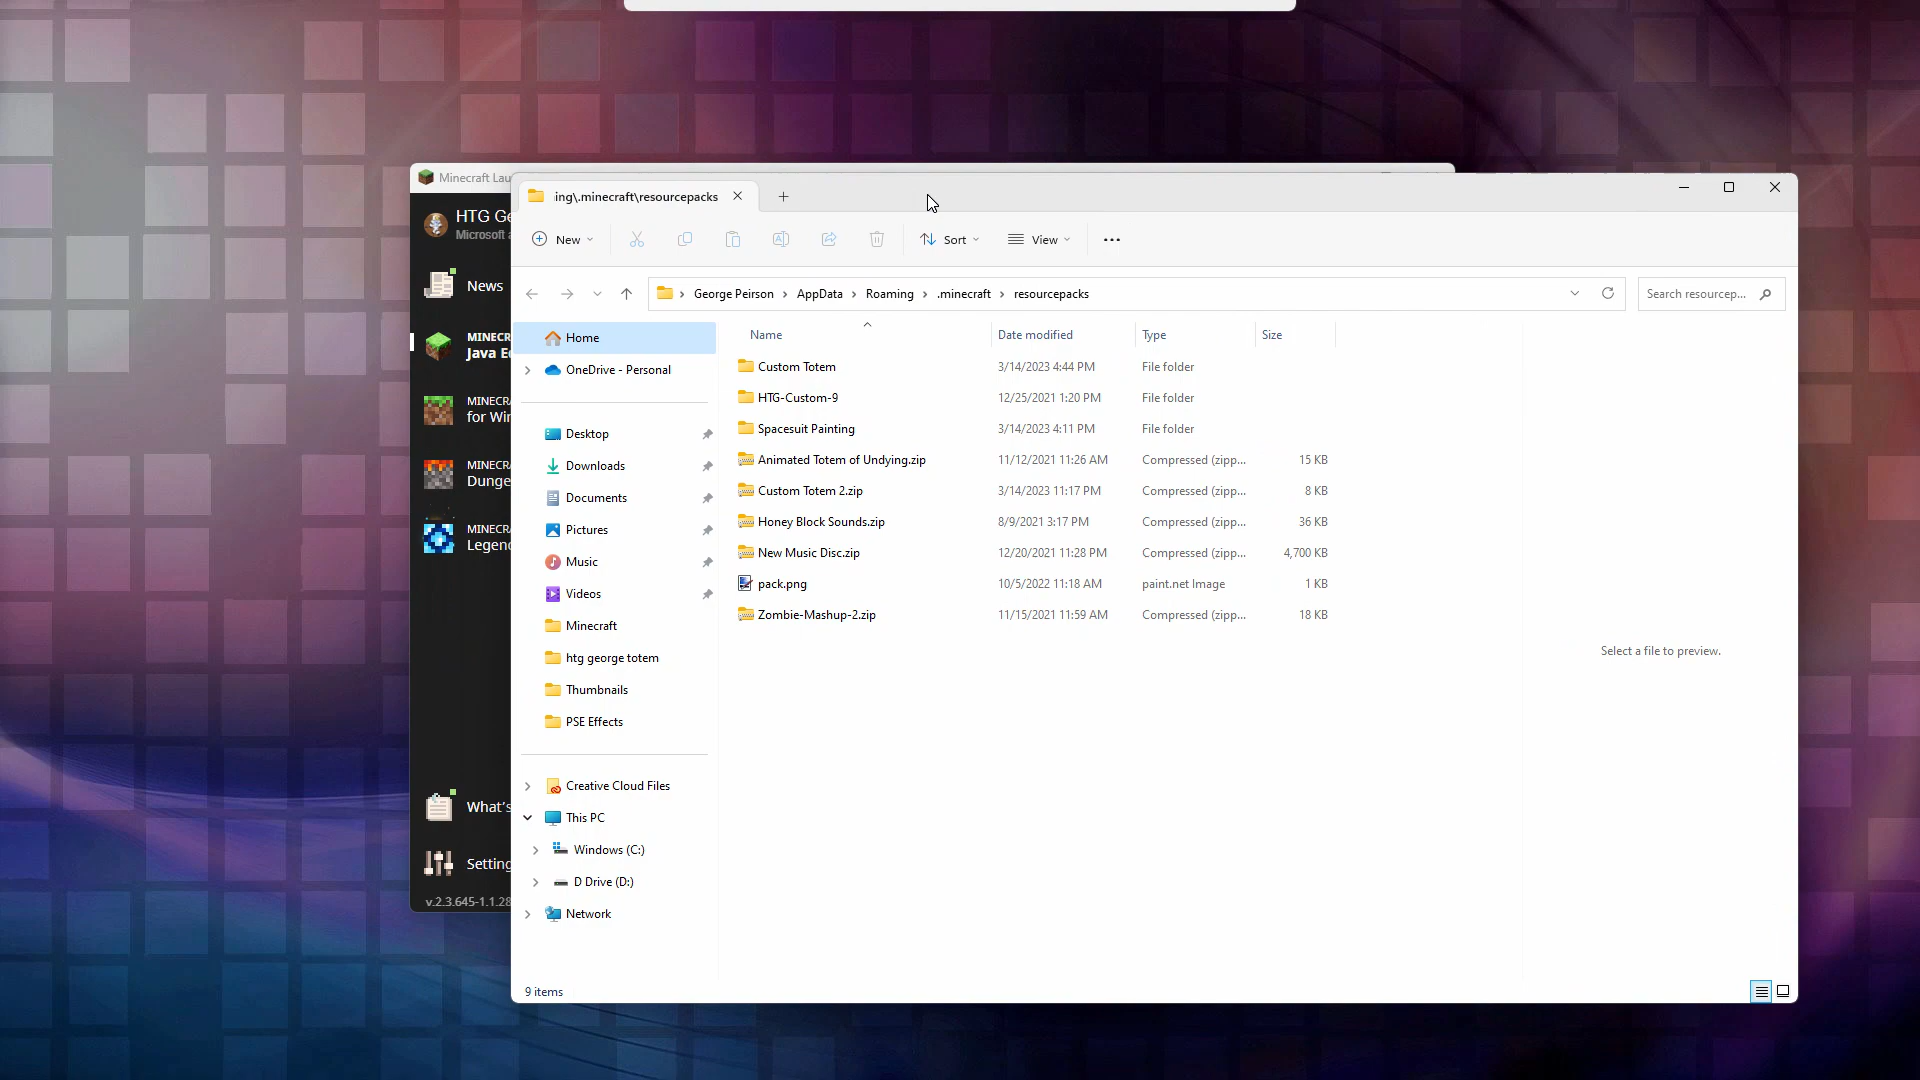 Minecraft Lau
HTG Ge
Microsoft a
News
MINECR
Java Ed
MINECRA
for Win
MINECRA
Dunge
MINECRA
Legend
What's
Setting
v.2.3.645-1.1.28
ing\.minecraft\resourcepacks
New
Sort
View
George Peirson
AppData
Roaming
.minecraft
resourcepacks
Search resourcep...
Home
OneDrive - Personal
Desktop
Downloads
Documents
Pictures
Music
Videos
Minecraft
htg george totem
Thumbnails
PSE Effects
Creative Cloud Files
This PC
Windows (C:)
D Drive (D:)
Network
Name Date modified Type Size
Custom Totem 3/14/2023 4:44 PM File folder
HTG-Custom-9 12/25/2021 1:20 PM File folder
Spacesuit Painting 3/14/2023 4:11 PM File folder
Animated Totem of Undying.zip 11/12/2021 11:26 AM Compressed (zipp... 15 KB
Custom Totem 2.zip 3/14/2023 11:17 PM Compressed (zipp... 8 KB
Honey Block Sounds.zip 8/9/2021 3:17 PM Compressed (zipp... 36 KB
New Music Disc.zip 12/20/2021 11:28 PM Compressed (zipp... 4,700 KB
pack.png 10/5/2022 11:18 AM paint.net Image 1 KB
Zombie-Mashup-2.zip 11/15/2021 11:59 AM Compressed (zipp... 18 KB
Select a file to preview.
9 items